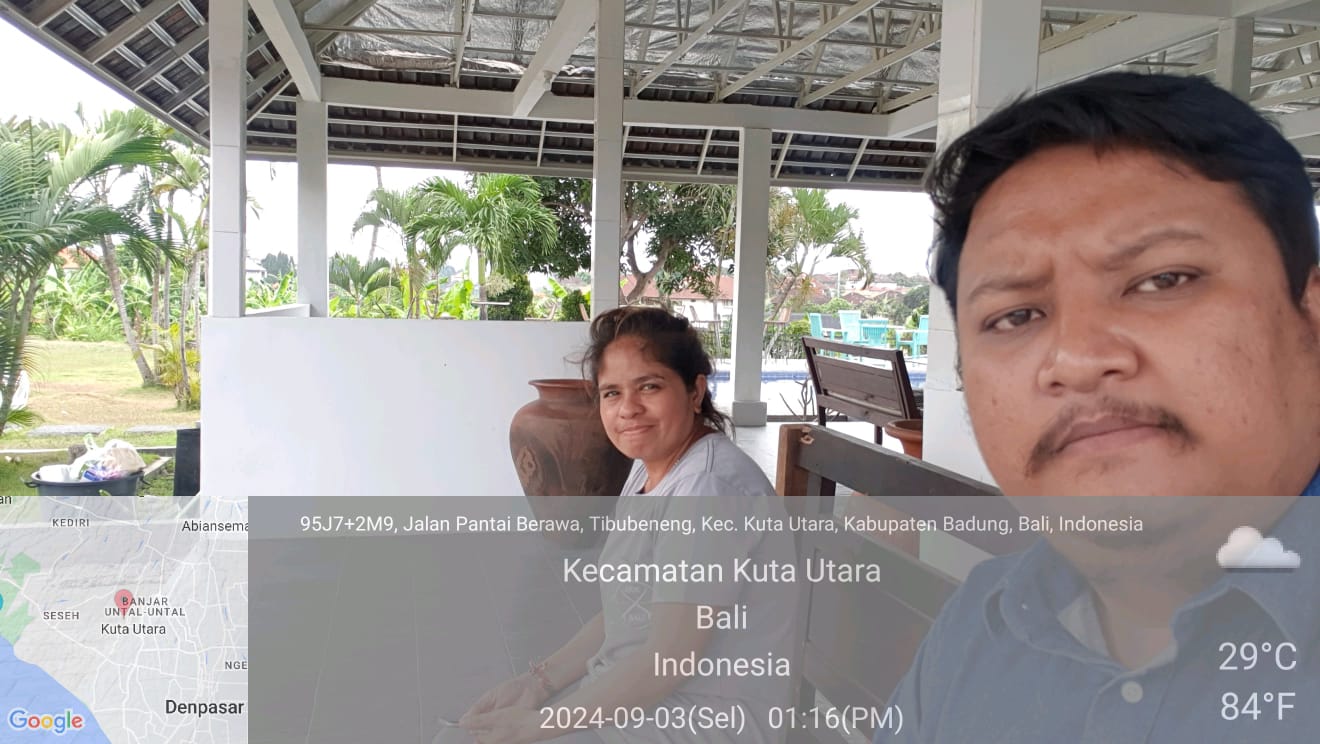 95J7+2M9, Jalan Pantai Berawa, Tibubeneng, Kec. Kuta Utara, Kabupaten Badung, Bali, Indonesia
Kecamatan Kuta Utara
Bali
Indonesia
2024-09-03(Sel) 01:16(PM)
29°C
84°F
an
KEDIRI
Abiansema
SESEH
BANJAR
UNTAL-UNTAL
Kuta Utara
NGE
Denpasar
Google